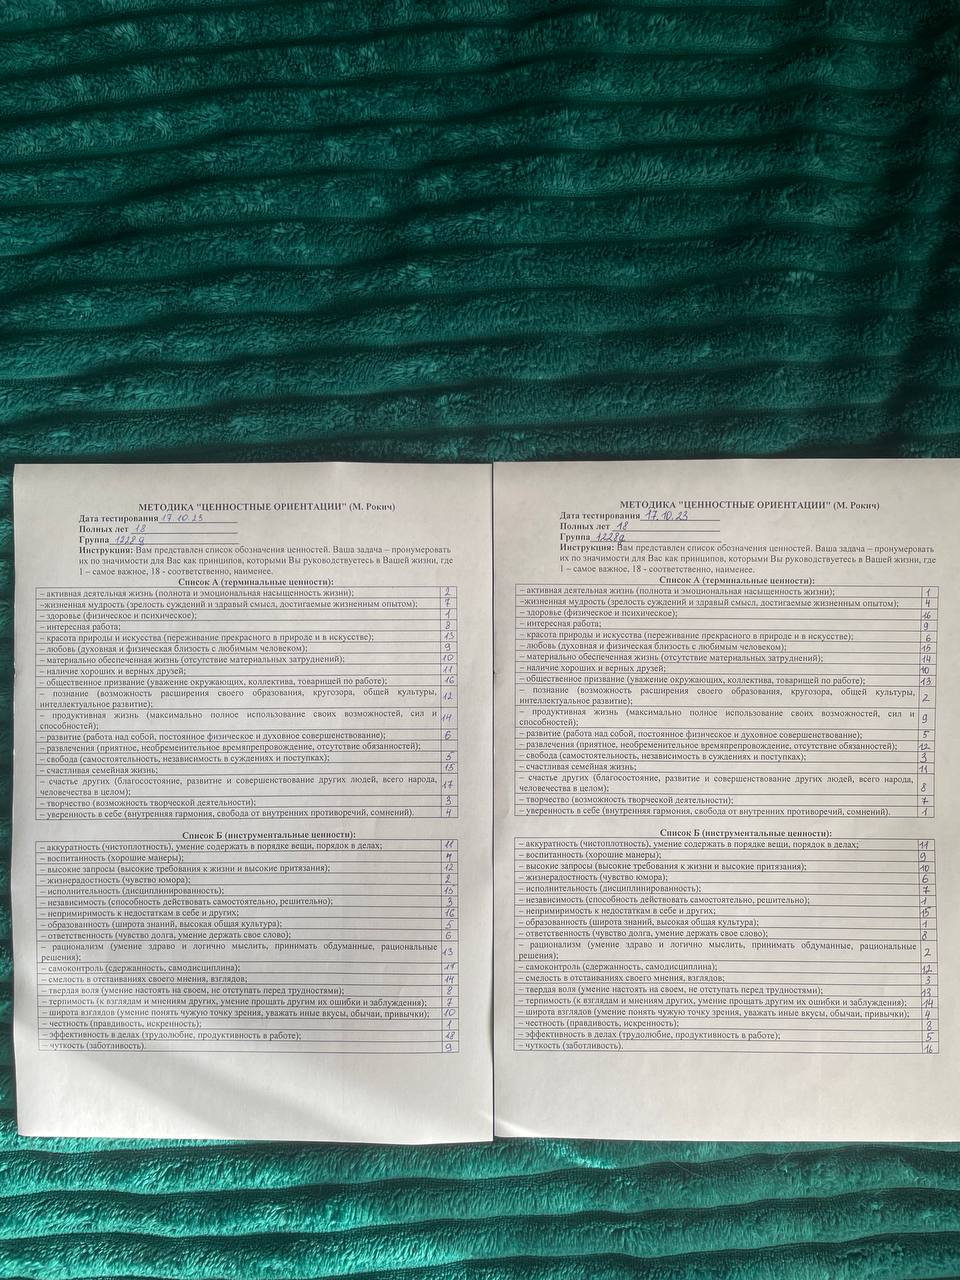 МЕТОДИКА "ЦЕННОСТНЫЕ ОРИЕНТАЦИИ" (М. Рокич)
Дата тестирования 17.10.23
Полных лет 18
Группа 1228д
Инструкция: Вам представлен список обозначения ценностей. Ваша задача – пронумеровать
их по значимости для Вас как принципов, которыми Вы руководствуетесь в Вашей жизни, где
1 – самое важное, 18 - соответственно, наименее.
Список А (терминальные ценности):
– активная деятельная жизнь (полнота и эмоциональная насыщенность жизни); 2
–жизненная мудрость (зрелость суждений и здравый смысл, достигаемые жизненным опытом); 7
– здоровье (физическое и психическое); 1
– интересная работа; 8
– красота природы и искусства (переживание прекрасного в природе и в искусстве); 13
– любовь (духовная и физическая близость с любимым человеком); 9
– материально обеспеченная жизнь (отсутствие материальных затруднений); 10
– наличие хороших и верных друзей; 11
– общественное призвание (уважение окружающих, коллектива, товарищей по работе); 16
– познание (возможность расширения своего образования, кругозора, общей культуры,
интеллектуальное развитие); 12
– продуктивная жизнь (максимально полное использование своих возможностей, сил и
способностей); 14
– развитие (работа над собой, постоянное физическое и духовное совершенствование); 6
– развлечения (приятное, необременительное времяпрепровождение, отсутствие обязанностей);
– свобода (самостоятельность, независимость в суждениях и поступках); 5
– счастливая семейная жизнь; 15
– счастье других (благосостояние, развитие и совершенствование других людей, всего народа,
человечества в целом); 17
– творчество (возможность творческой деятельности); 3
– уверенность в себе (внутренняя гармония, свобода от внутренних противоречий, сомнений). 4
Список Б (инструментальные ценности):
– аккуратность (чистоплотность), умение содержать в порядке вещи, порядок в делах; 11
– воспитанность (хорошие манеры); 4
– высокие запросы (высокие требования к жизни и высокие притязания); 12
– жизнерадостность (чувство юмора); 2
– исполнительность (дисциплинированность); 15
– независимость (способность действовать самостоятельно, решительно); 3
– непримиримость к недостаткам в себе и других; 16
– образованность (широта знаний, высокая общая культура); 5
– ответственность (чувство долга, умение держать свое слово); 6
– рационализм (умение здраво и логично мыслить, принимать обдуманные, рациональные
решения); 13
– самоконтроль (сдержанность, самодисциплина); 17
– смелость в отстаиваниях своего мнения, взглядов; 14
– твердая воля (умение настоять на своем, не отступать перед трудностями); 8
– терпимость (к взглядам и мнениям других, умение прощать другим их ошибки и заблуждения); 7
– широта взглядов (умение понять чужую точку зрения, уважать иные вкусы, обычаи, привычки); 10
– честность (правдивость, искренность); 1
– эффективность в делах (трудолюбие, продуктивность в работе); 18
– чуткость (заботливость). 9
МЕТОДИКА "ЦЕННОСТНЫЕ ОРИЕНТАЦИИ" (М. Рокич)
Дата тестирования 17.10.23
Полных лет 18
Группа 1228д
Инструкция: Вам представлен список обозначения ценностей. Ваша задача – пронумеровать
их по значимости для Вас как принципов, которыми Вы руководствуетесь в Вашей жизни, где
1 – самое важное, 18 - соответственно, наименее.
Список А (терминальные ценности):
– активная деятельная жизнь (полнота и эмоциональная насыщенность жизни); 1
–жизненная мудрость (зрелость суждений и здравый смысл, достигаемые жизненным опытом); 4
– здоровье (физическое и психическое); 16
– интересная работа; 9
– красота природы и искусства (переживание прекрасного в природе и в искусстве); 6
– любовь (духовная и физическая близость с любимым человеком); 15
– материально обеспеченная жизнь (отсутствие материальных затруднений); 14
– наличие хороших и верных друзей; 10
– общественное призвание (уважение окружающих, коллектива, товарищей по работе); 13
– познание (возможность расширения своего образования, кругозора, общей культуры,
интеллектуальное развитие); 2
– продуктивная жизнь (максимально полное использование своих возможностей, сил и
способностей); 9
– развитие (работа над собой, постоянное физическое и духовное совершенствование); 5
– развлечения (приятное, необременительное времяпрепровождение, отсутствие обязанностей); 12
– свобода (самостоятельность, независимость в суждениях и поступках); 3
– счастливая семейная жизнь; 11
– счастье других (благосостояние, развитие и совершенствование других людей, всего народа,
человечества в целом); 8
– творчество (возможность творческой деятельности); 7
– уверенность в себе (внутренняя гармония, свобода от внутренних противоречий, сомнений). 1
Список Б (инструментальные ценности):
– аккуратность (чистоплотность), умение содержать в порядке вещи, порядок в делах; 11
– воспитанность (хорошие манеры); 9
– высокие запросы (высокие требования к жизни и высокие притязания); 10
– жизнерадостность (чувство юмора); 6
– исполнительность (дисциплинированность); 7
– независимость (способность действовать самостоятельно, решительно); 1
– непримиримость к недостаткам в себе и других; 15
– образованность (широта знаний, высокая общая культура); 1
– ответственность (чувство долга, умение держать свое слово); 8
– рационализм (умение здраво и логично мыслить, принимать обдуманные, рациональные
решения); 2
– самоконтроль (сдержанность, самодисциплина); 12
– смелость в отстаиваниях своего мнения, взглядов; 3
– твердая воля (умение настоять на своем, не отступать перед трудностями); 13
– терпимость (к взглядам и мнениям других, умение прощать другим их ошибки и заблуждения); 14
– широта взглядов (умение понять чужую точку зрения, уважать иные вкусы, обычаи, привычки); 4
– честность (правдивость, искренность); 8
– эффективность в делах (трудолюбие, продуктивность в работе); 5
– чуткость (заботливость). 16